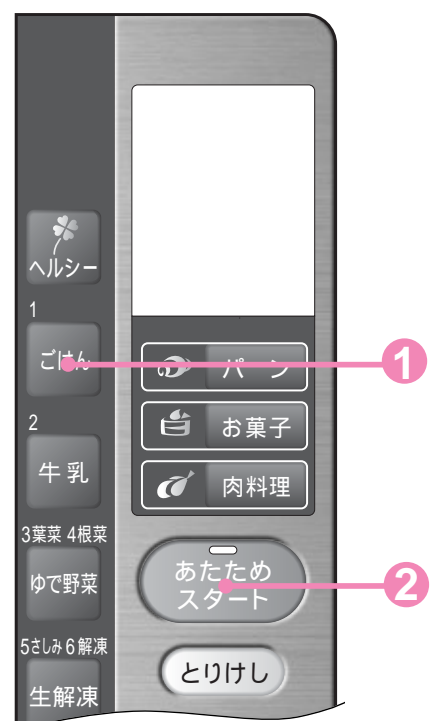 ヘルシー
1
ごはん
2
牛乳
3葉菜 4根菜
ゆで野菜
5さしみ 6解凍
生解凍
パン
お菓子
肉料理
あたため
スタート
とりけし
1
2